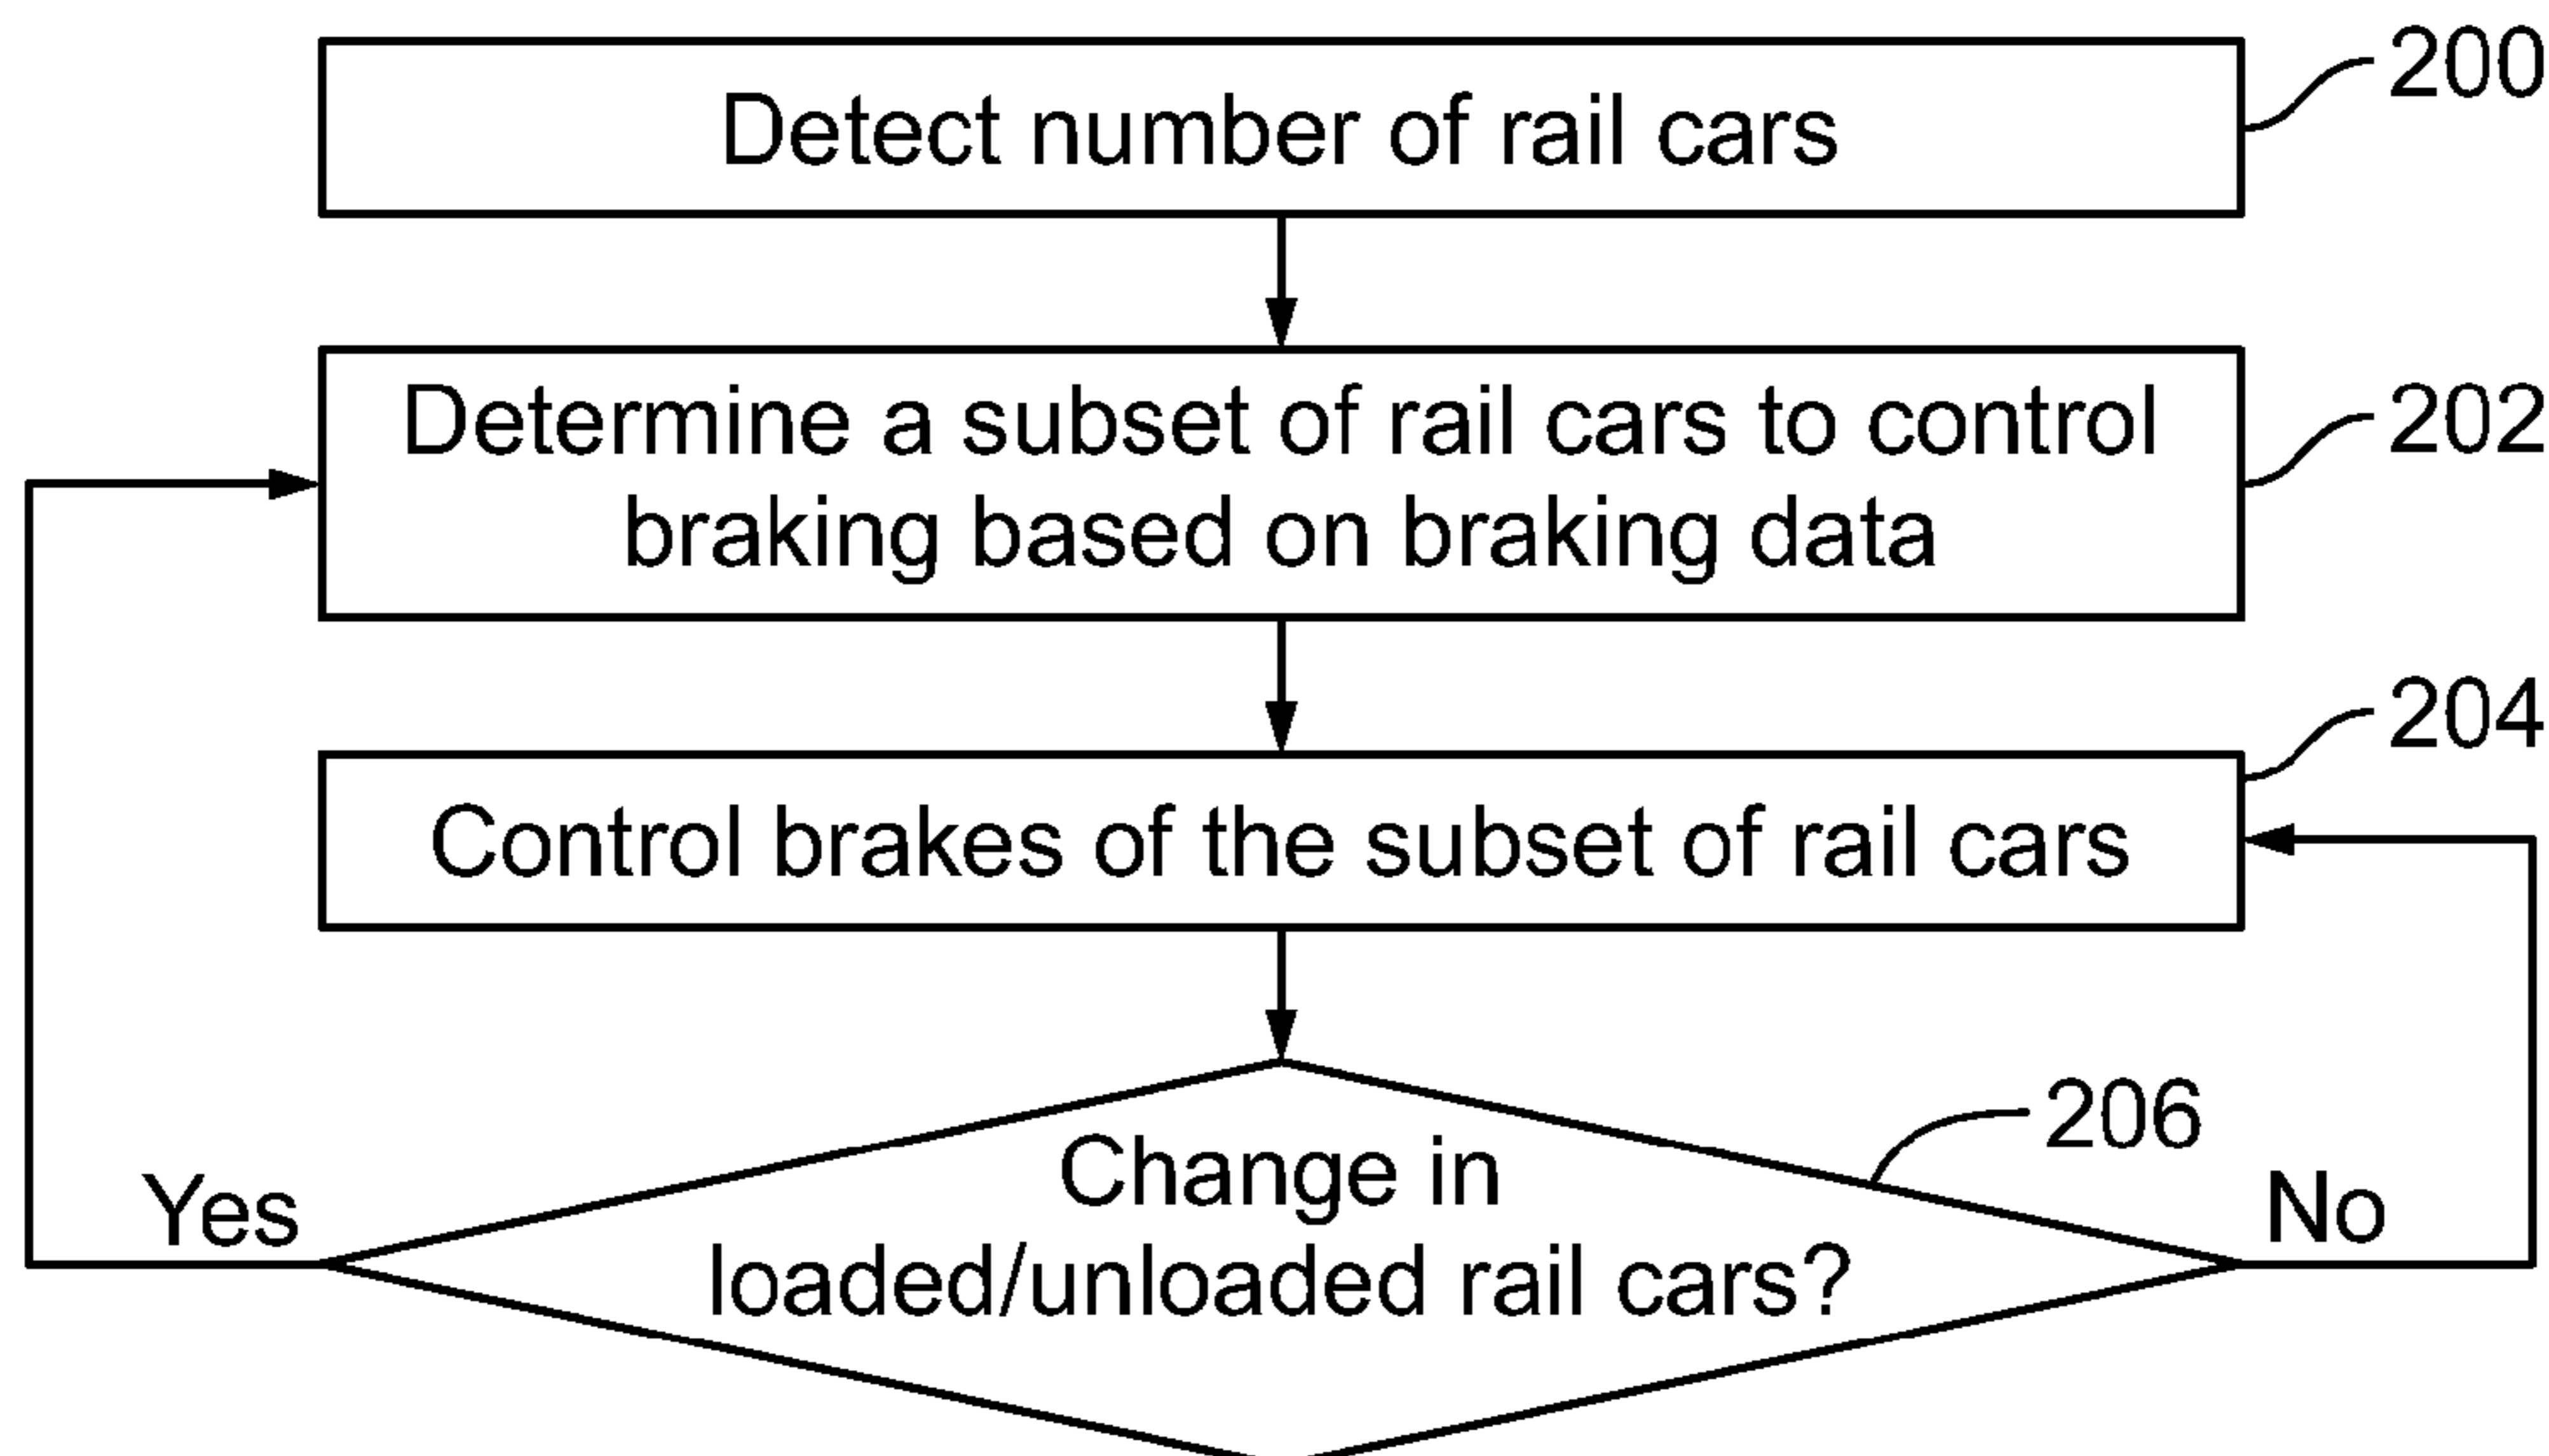 Detect number of rail cars
200
Determine a subset of rail cars to control
braking based on braking data
202
204
Control brakes of the subset of rail cars
206
Change in
loaded/unloaded rail cars?
Yes
No